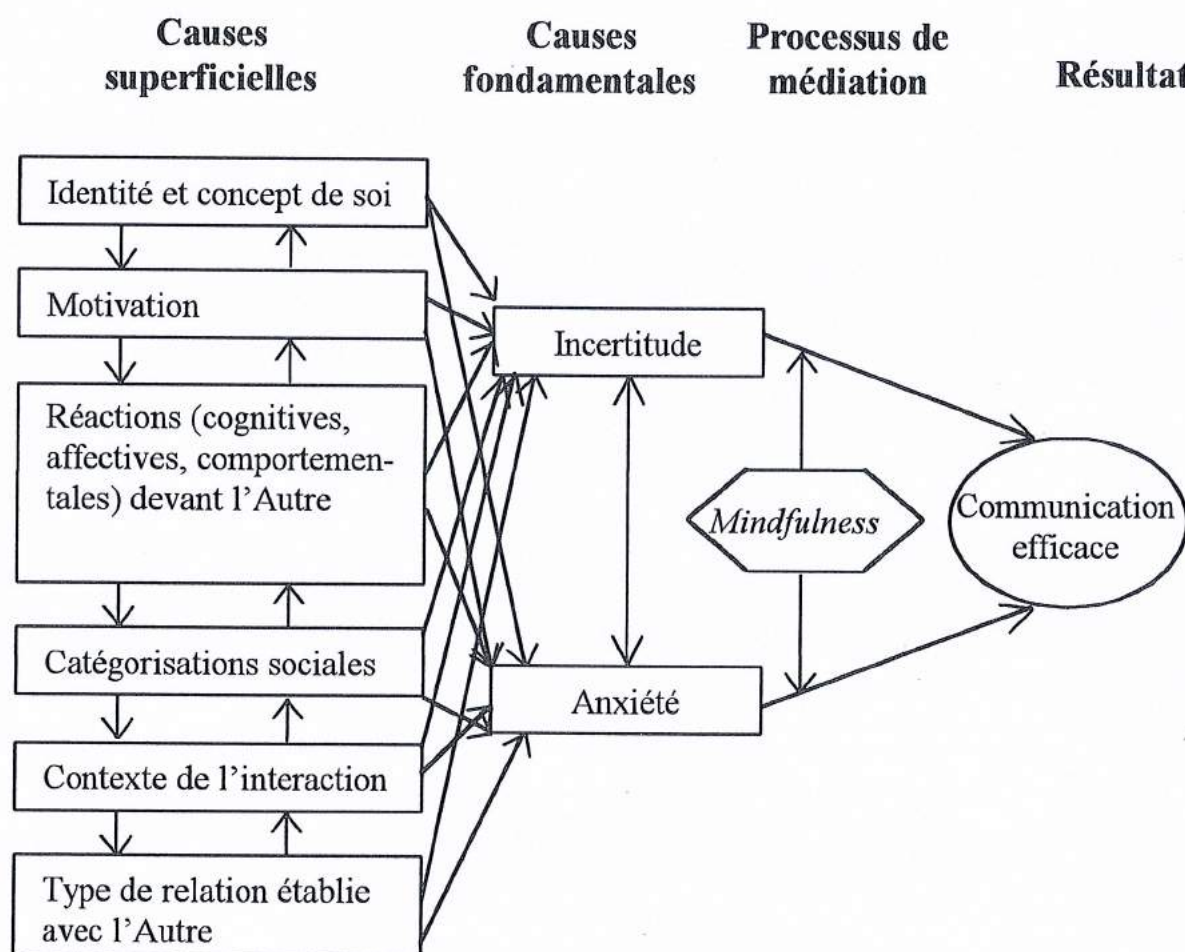 Causes
superficielles
Causes
fondamentales
Processus de
médiation
Résultat
Identité et concept de soi
Motivation
Réactions (cognitives,
affectives, comportemen-
tales) devant l'Autre
Catégorisations sociales
Contexte de l'interaction
Type de relation établie
avec l'Autre
Incertitude
Anxiété
Mindfulness
Communication
efficace